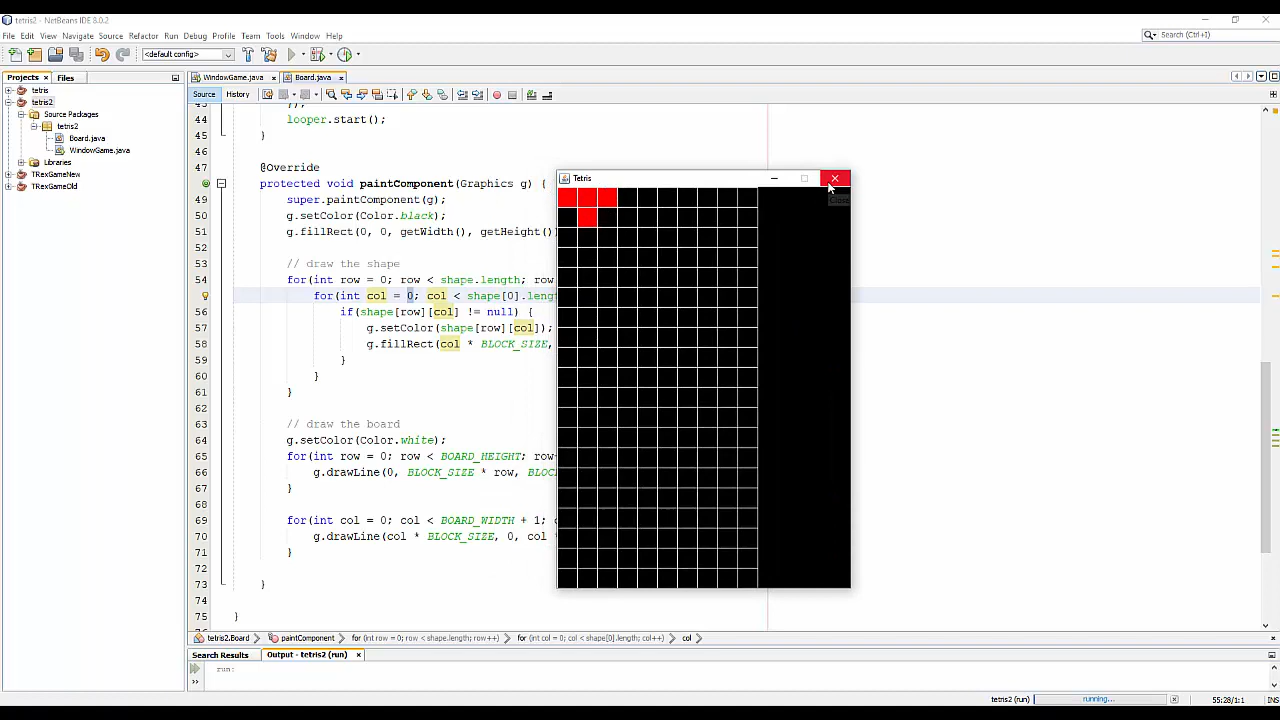 tetris2 - NetBeans IDE 8.0.2
File Edit View Navigate Source Refactor Run Debug Profile Team Tools Window Help
Search (Ctrl+I)
<default config>
Projects
Files
WindowGame.java
Board.java
Source
History
tetris
tetris2
Source Packages
tetris2
Board.java
WindowGame.java
Libraries
TRexGameNew
TRexGameOld
43 });
44 looper.start();
45 }
46
47 @Override
protected void paintComponent(Graphics g) {
49 super.paintComponent(g);
50 g.setColor(Color.black);
51 g.fillRect(0, 0, getWidth(), getHeight()
52
53 // draw the shape
54 for(int row = 0; row < shape.length; row
for(int col = 0; col < shape[0].leng
56 if(shape[row][col] != null) {
57 g.setColor(shape[row][col]);
58 g.fillRect(col * BLOCK_SIZE,
59 }
60 }
61 }
62
63 // draw the board
64 g.setColor(Color.white);
65 for(int row = 0; row < BOARD_HEIGHT; row
66 g.drawLine(0, BLOCK_SIZE * row, BLOC
67 }
68
69 for(int col = 0; col < BOARD_WIDTH + 1;
70 g.drawLine(col * BLOCK_SIZE, 0, col
71 }
72
73 }
74
75 }
Tetris
tetris2.Board
paintComponent
for (int row = 0; row < shape.length; row++)
for (int col = 0; col < shape[0].length; col++)
col
Search Results
Output - tetris2 (run)
run:
tetris2 (run)
running...
55:28/1:1
INS